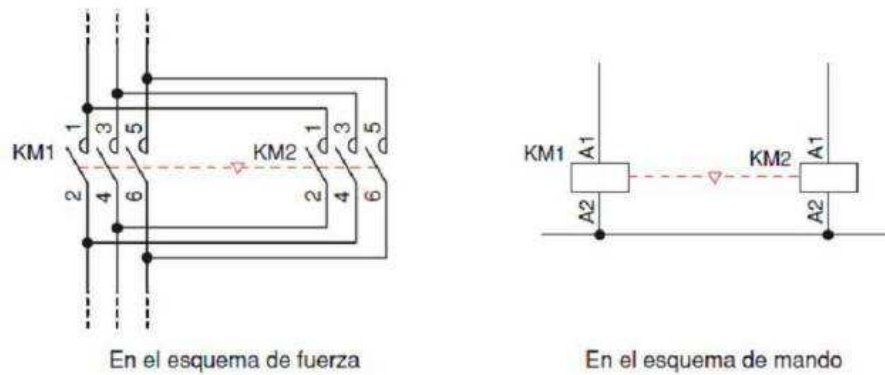 1 3 5 1 3 5
KM1 KM2
2 4 6 2 4 6
A1 A1
KM1 KM2
A2 A2
En el esquema de fuerza
En el esquema de mando